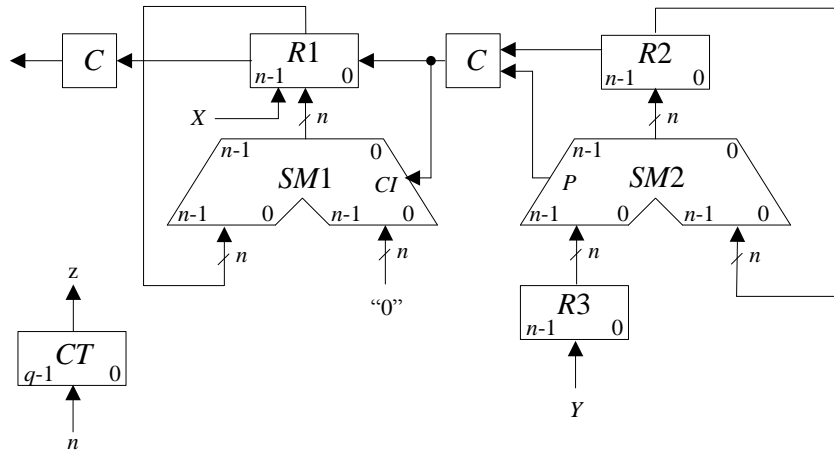 C R1 C R2
n-1 0 n-1 0
X n n
n-1 0 n-1 0
SM1 CI P SM2
n-1 0 n-1 0 n-1 0 n-1 0
n n n n
z “0” R3
n-1 0
CT
q-1 0
Y
n